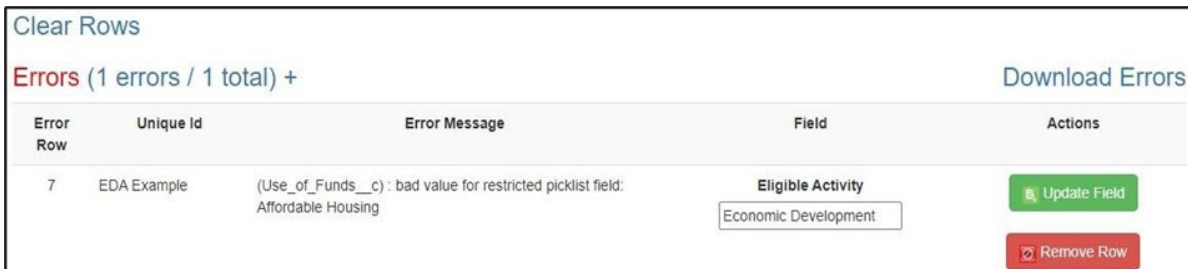 Clear Rows
Errors (1 errors / 1 total) +
Download Errors
Error Row
Unique Id
Error Message
Field
Actions
7
EDA Example
(Use_of_Funds__c) : bad value for restricted picklist field:
Affordable Housing
Eligible Activity
Economic Development
Update Field
Remove Row